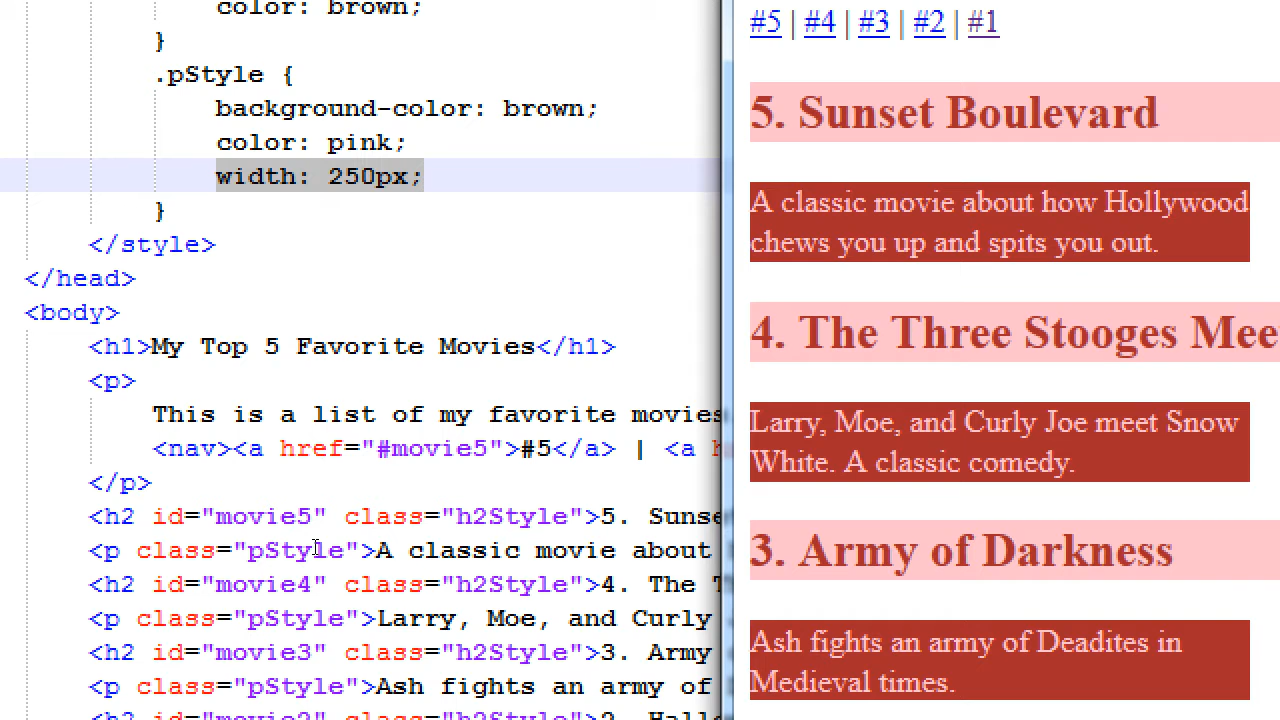 color: brown;
}
.pStyle {
background-color: brown;
color: pink;
width: 250px;
}
</style>
</head>
<body>
<h1>My Top 5 Favorite Movies</h1>
<p>
This is a list of my favorite movies
<nav><a href="#movie5">#5</a> | <a
</p>
<h2 id="movie5" class="h2Style">5.
<p class="pStyle">A classic movie about
<h2 id="movie4" class="h2Style">4. The
<p class="pStyle">Larry, Moe, and Curly
<h2 id="movie3" class="h2Style">3. Army
<p class="pStyle">Ash fights an army of
#5 | #4 | #3 | #2 | #1
5. Sunset Boulevard
A classic movie about how Hollywood
chews you up and spits you out.
4. The Three Stooges
Larry, Moe, and Curly Joe meet Snow
White. A classic comedy.
3. Army of Darkness
Ash fights an army of Deadites in
Medieval times.